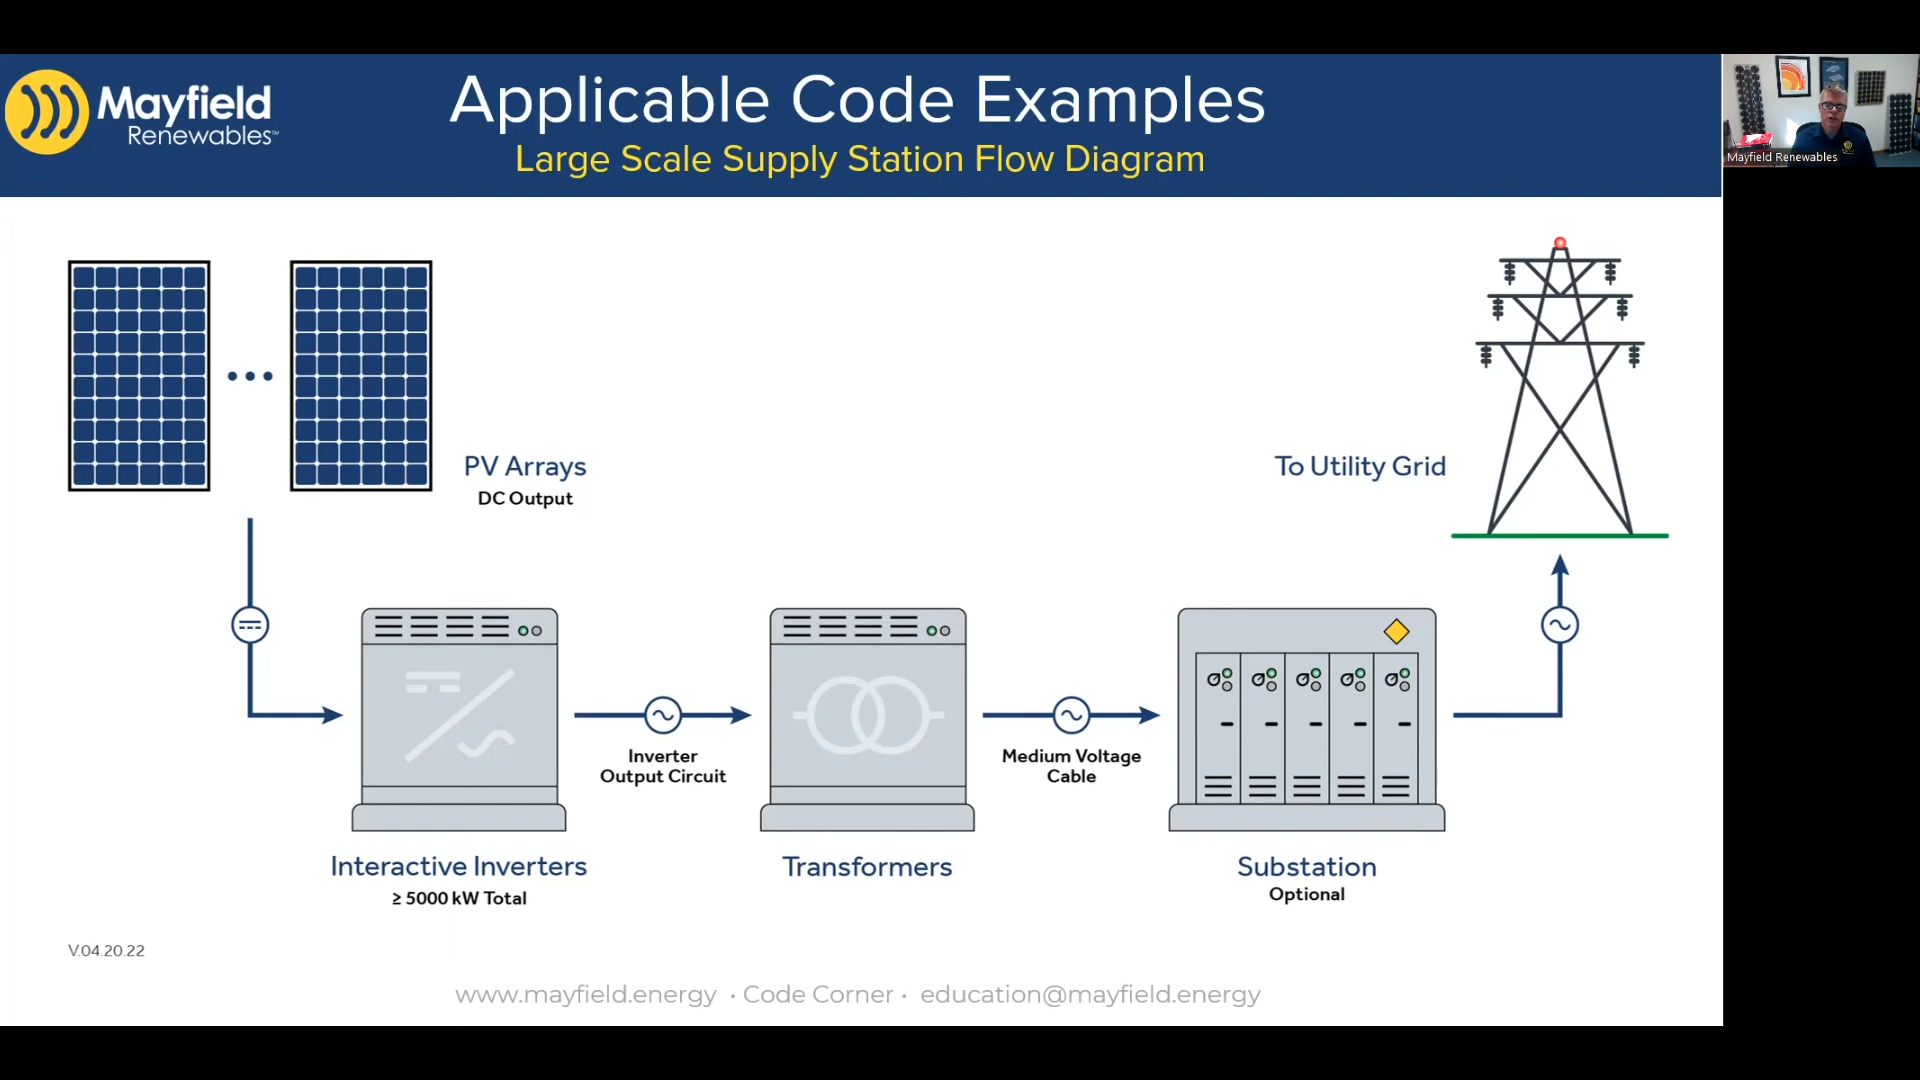 Mayfield
Renewables™
Applicable Code Examples
Large Scale Supply Station Flow Diagram
Mayfield Renewables
PV Arrays
DC Output
To Utility Grid
Inverter
Output Circuit
Medium Voltage
Cable
Interactive Inverters
≥ 5000 kW Total
Transformers
Substation
Optional
V.04.20.22
www.mayfield.energy • Code Corner • education@mayfield.energy